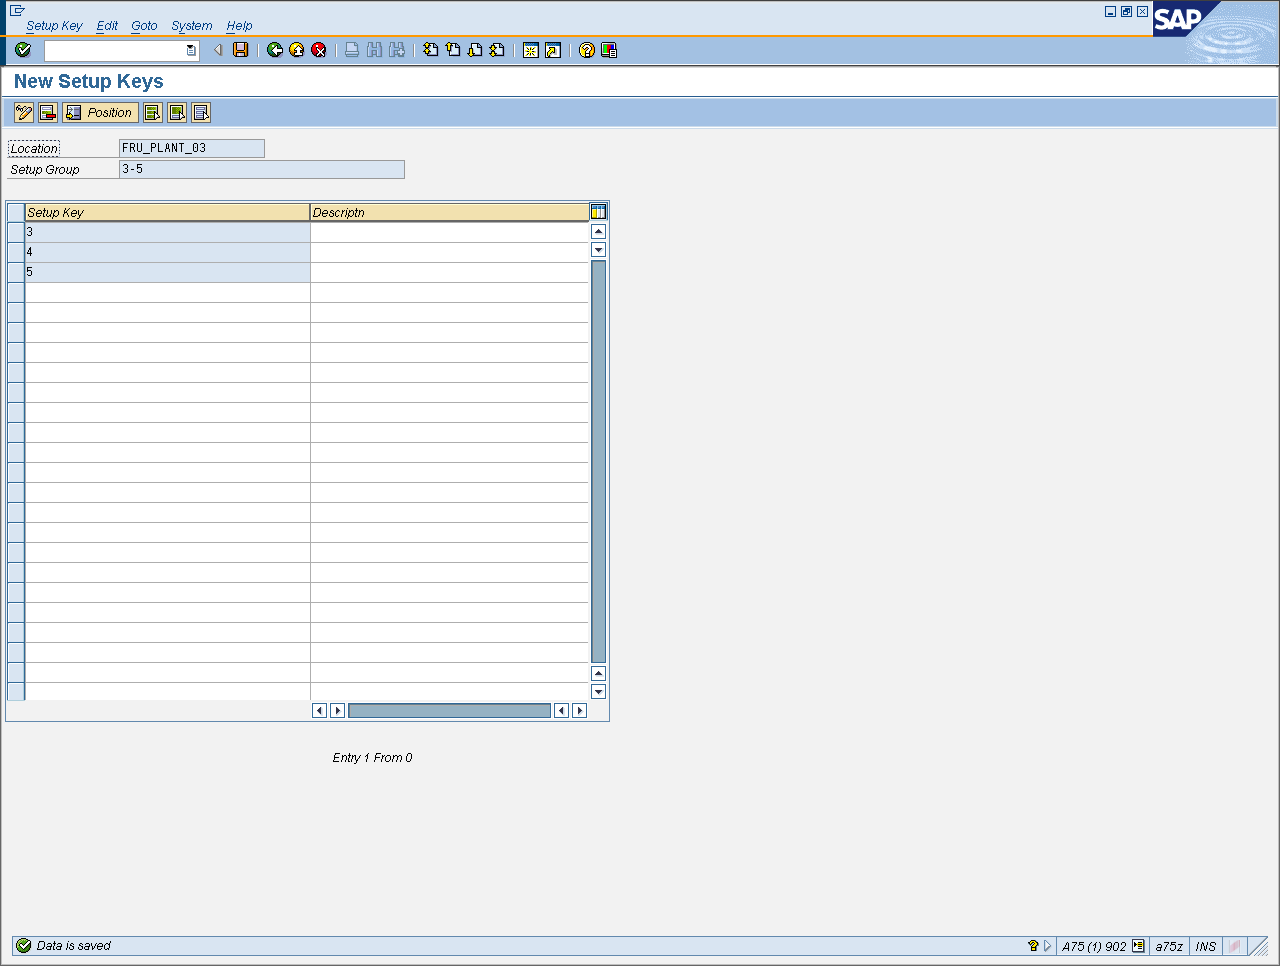 Setup Key Edit Goto System Help
SAP
New Setup Keys
Position
Location FRU_PLANT_03
Setup Group 3-5
Setup Key Descriptn
3
4
5
Entry 1 From 0
Data is saved A75 (1) 902 a75z INS